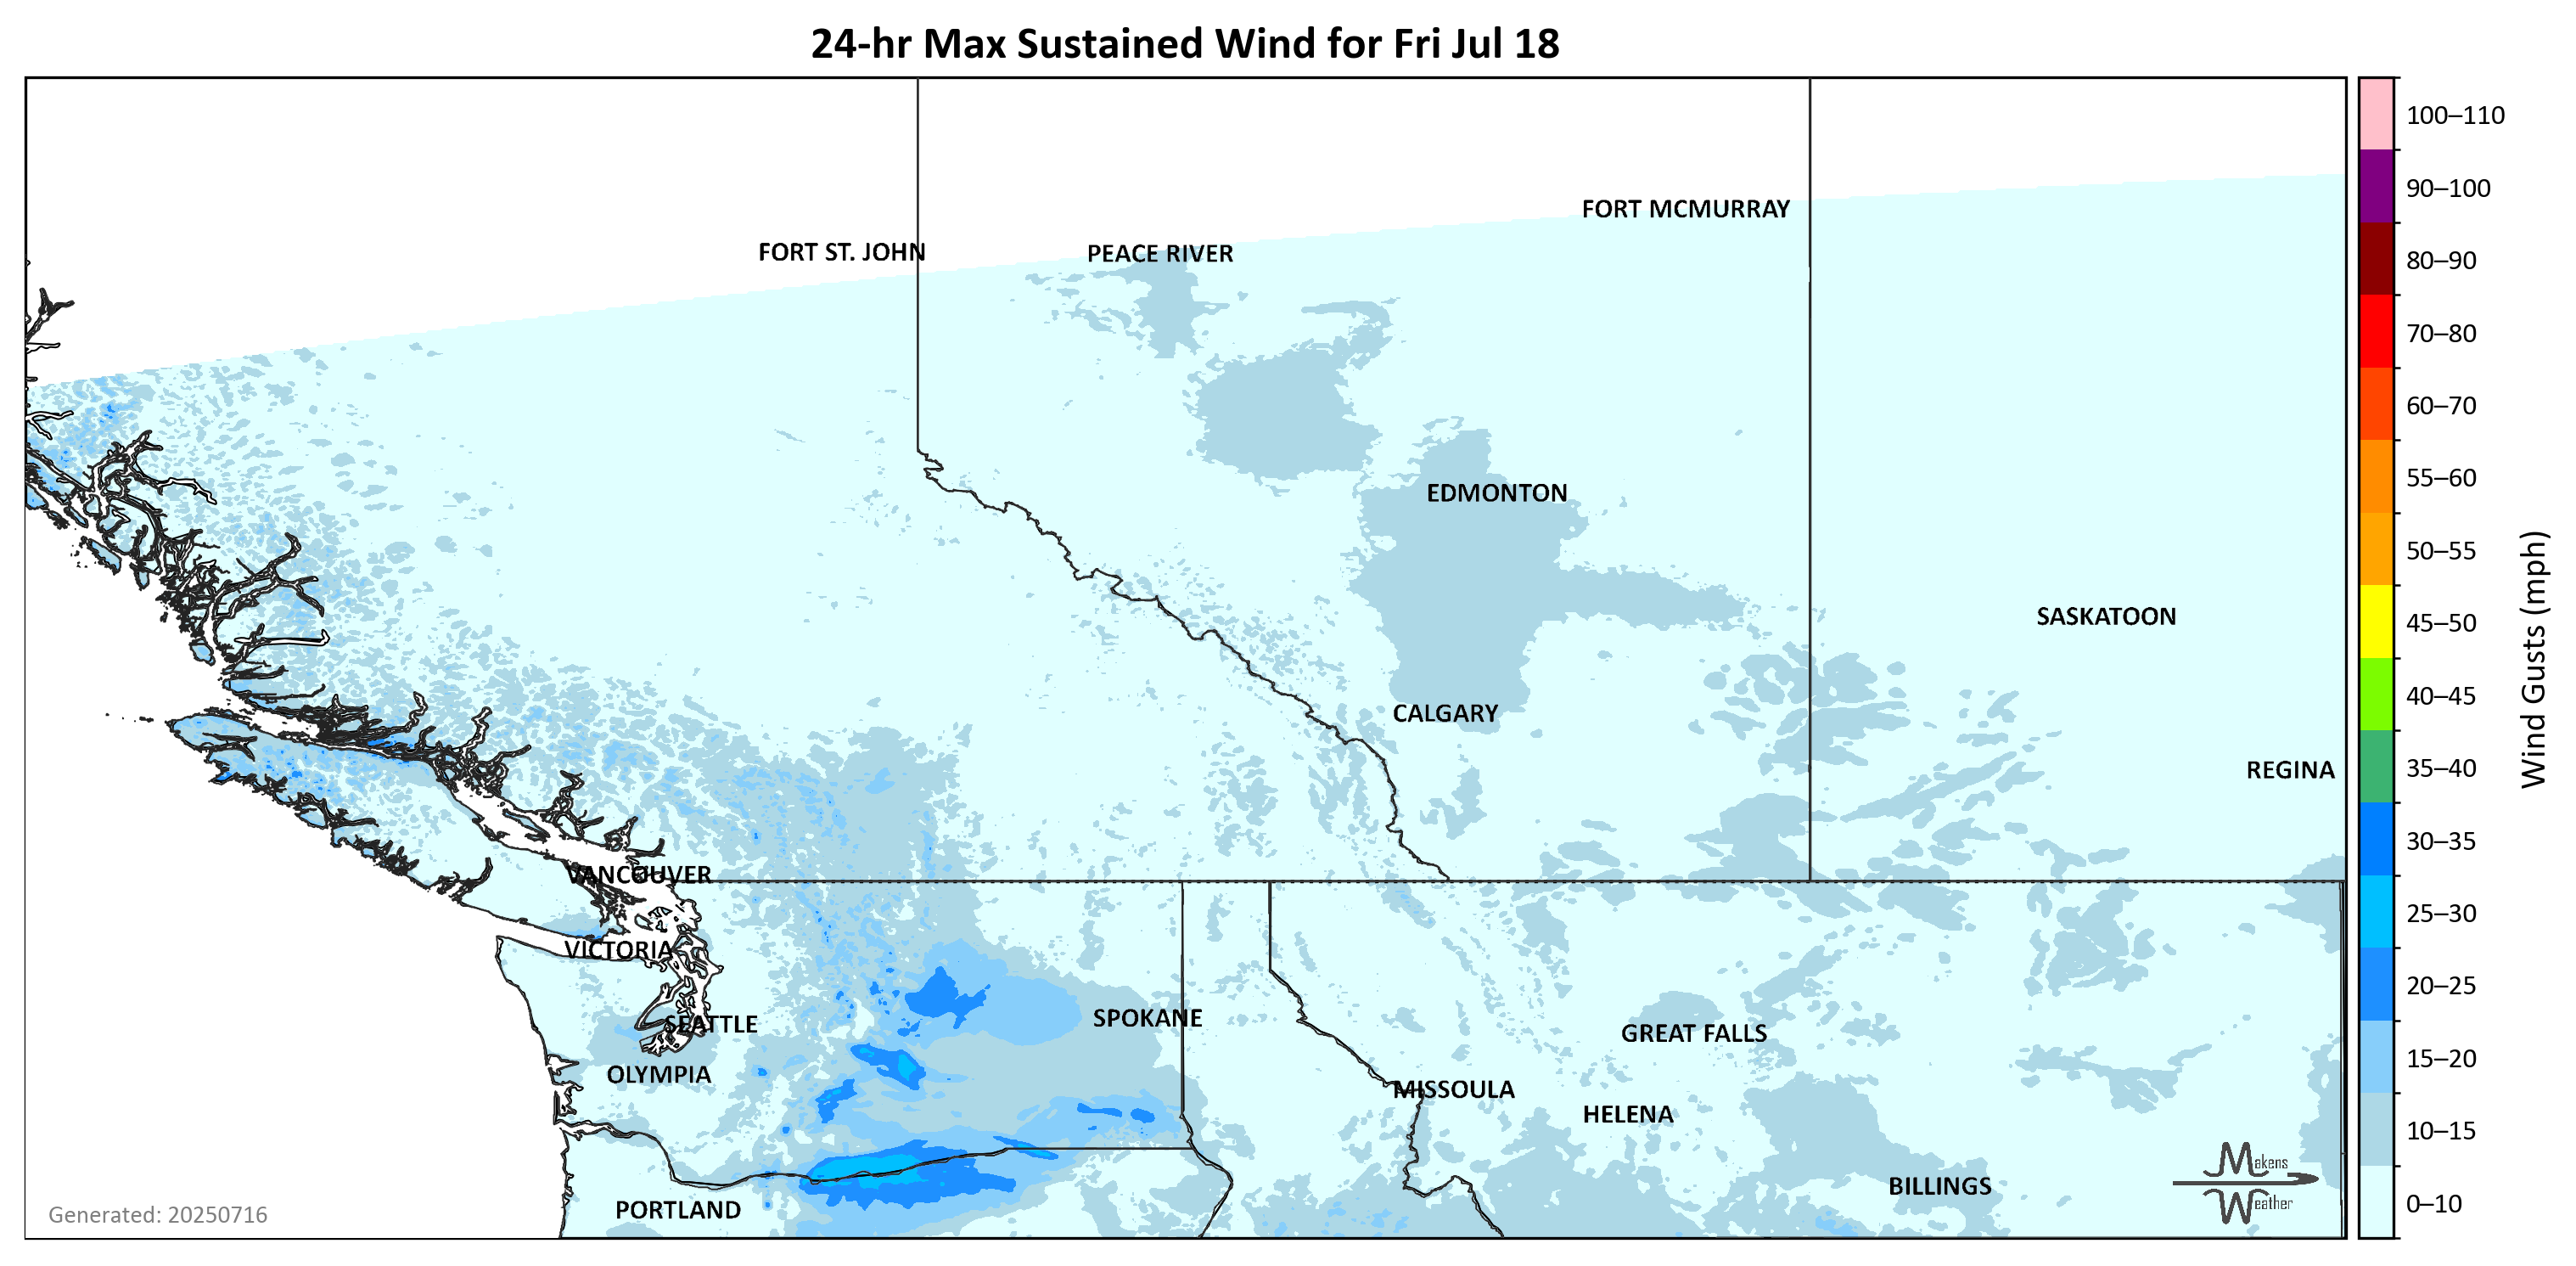 24-hr Max Sustained Wind for Fri Jul 18
FORT MCMURRAY
FORT ST. JOHN
PEACE RIVER
EDMONTON
SASKATOON
CALGARY
REGINA
VANCOUVER
VICTORIA
SPOKANE
SEATTLE
GREAT FALLS
OLYMPIA
MISSOULA
HELENA
BILLINGS
PORTLAND
Makens
Weather
Generated: 20250716
100–110
90–100
80–90
70–80
60–70
55–60
50–55
45–50
40–45
35–40
30–35
25–30
20–25
15–20
10–15
0–10
Wind Gusts (mph)